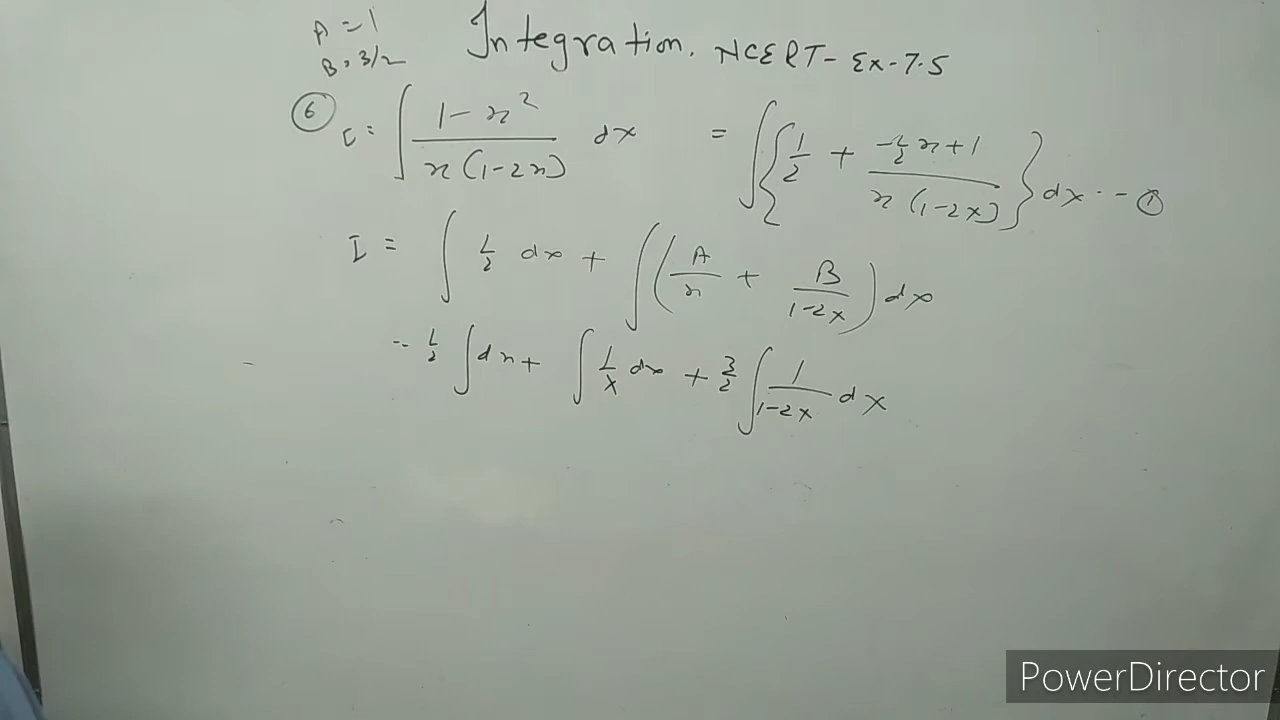 A = 1
B = 3/2
Integration. NCERT - Ex - 7.5
⑥ I = ∫ (1 - x²) / (x(1-2x)) dx = ∫ { 1/2 + (-1/2 x + 1) / (x(1-2x)) } dx -- ①
I = ∫ 1/2 dx + ∫ ( A/x + B/(1-2x) ) dx
= 1/2 ∫ dx + ∫ 1/x dx + 3/2 ∫ 1/(1-2x) dx
PowerDirector